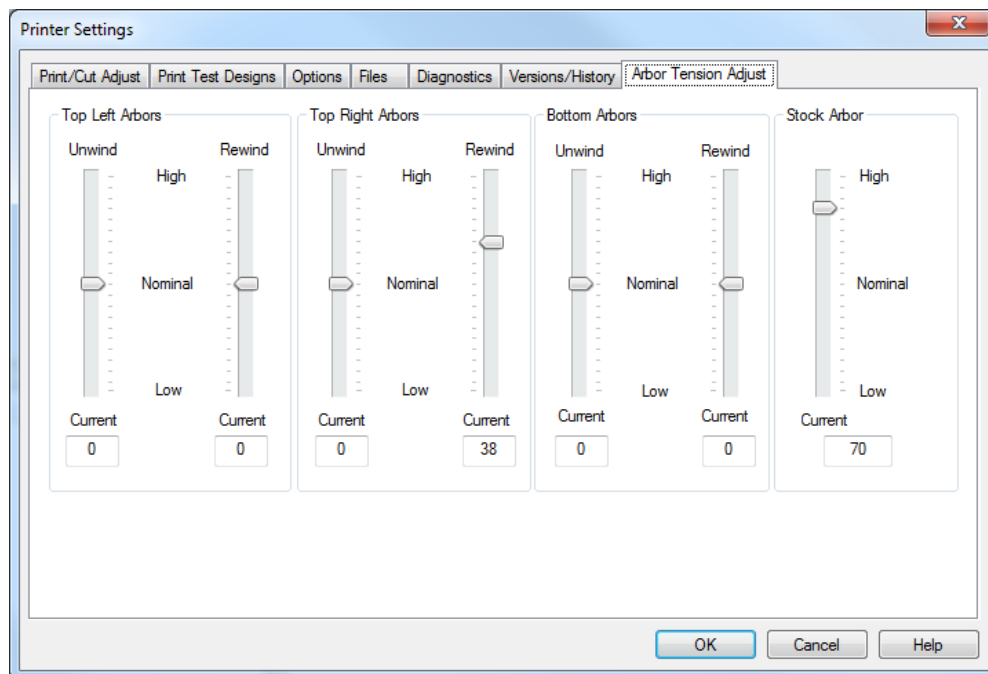 Printer Settings
Print/Cut Adjust
Print Test Designs
Options
Files
Diagnostics
Versions/History
Arbor Tension Adjust
Top Left Arbors
Unwind
Rewind
High
Nominal
Low
Current
Current
0
0
Top Right Arbors
Unwind
Rewind
High
Nominal
Low
Current
Current
0
38
Bottom Arbors
Unwind
Rewind
High
Nominal
Low
Current
Current
0
0
Stock Arbor
High
Nominal
Low
Current
70
OK
Cancel
Help